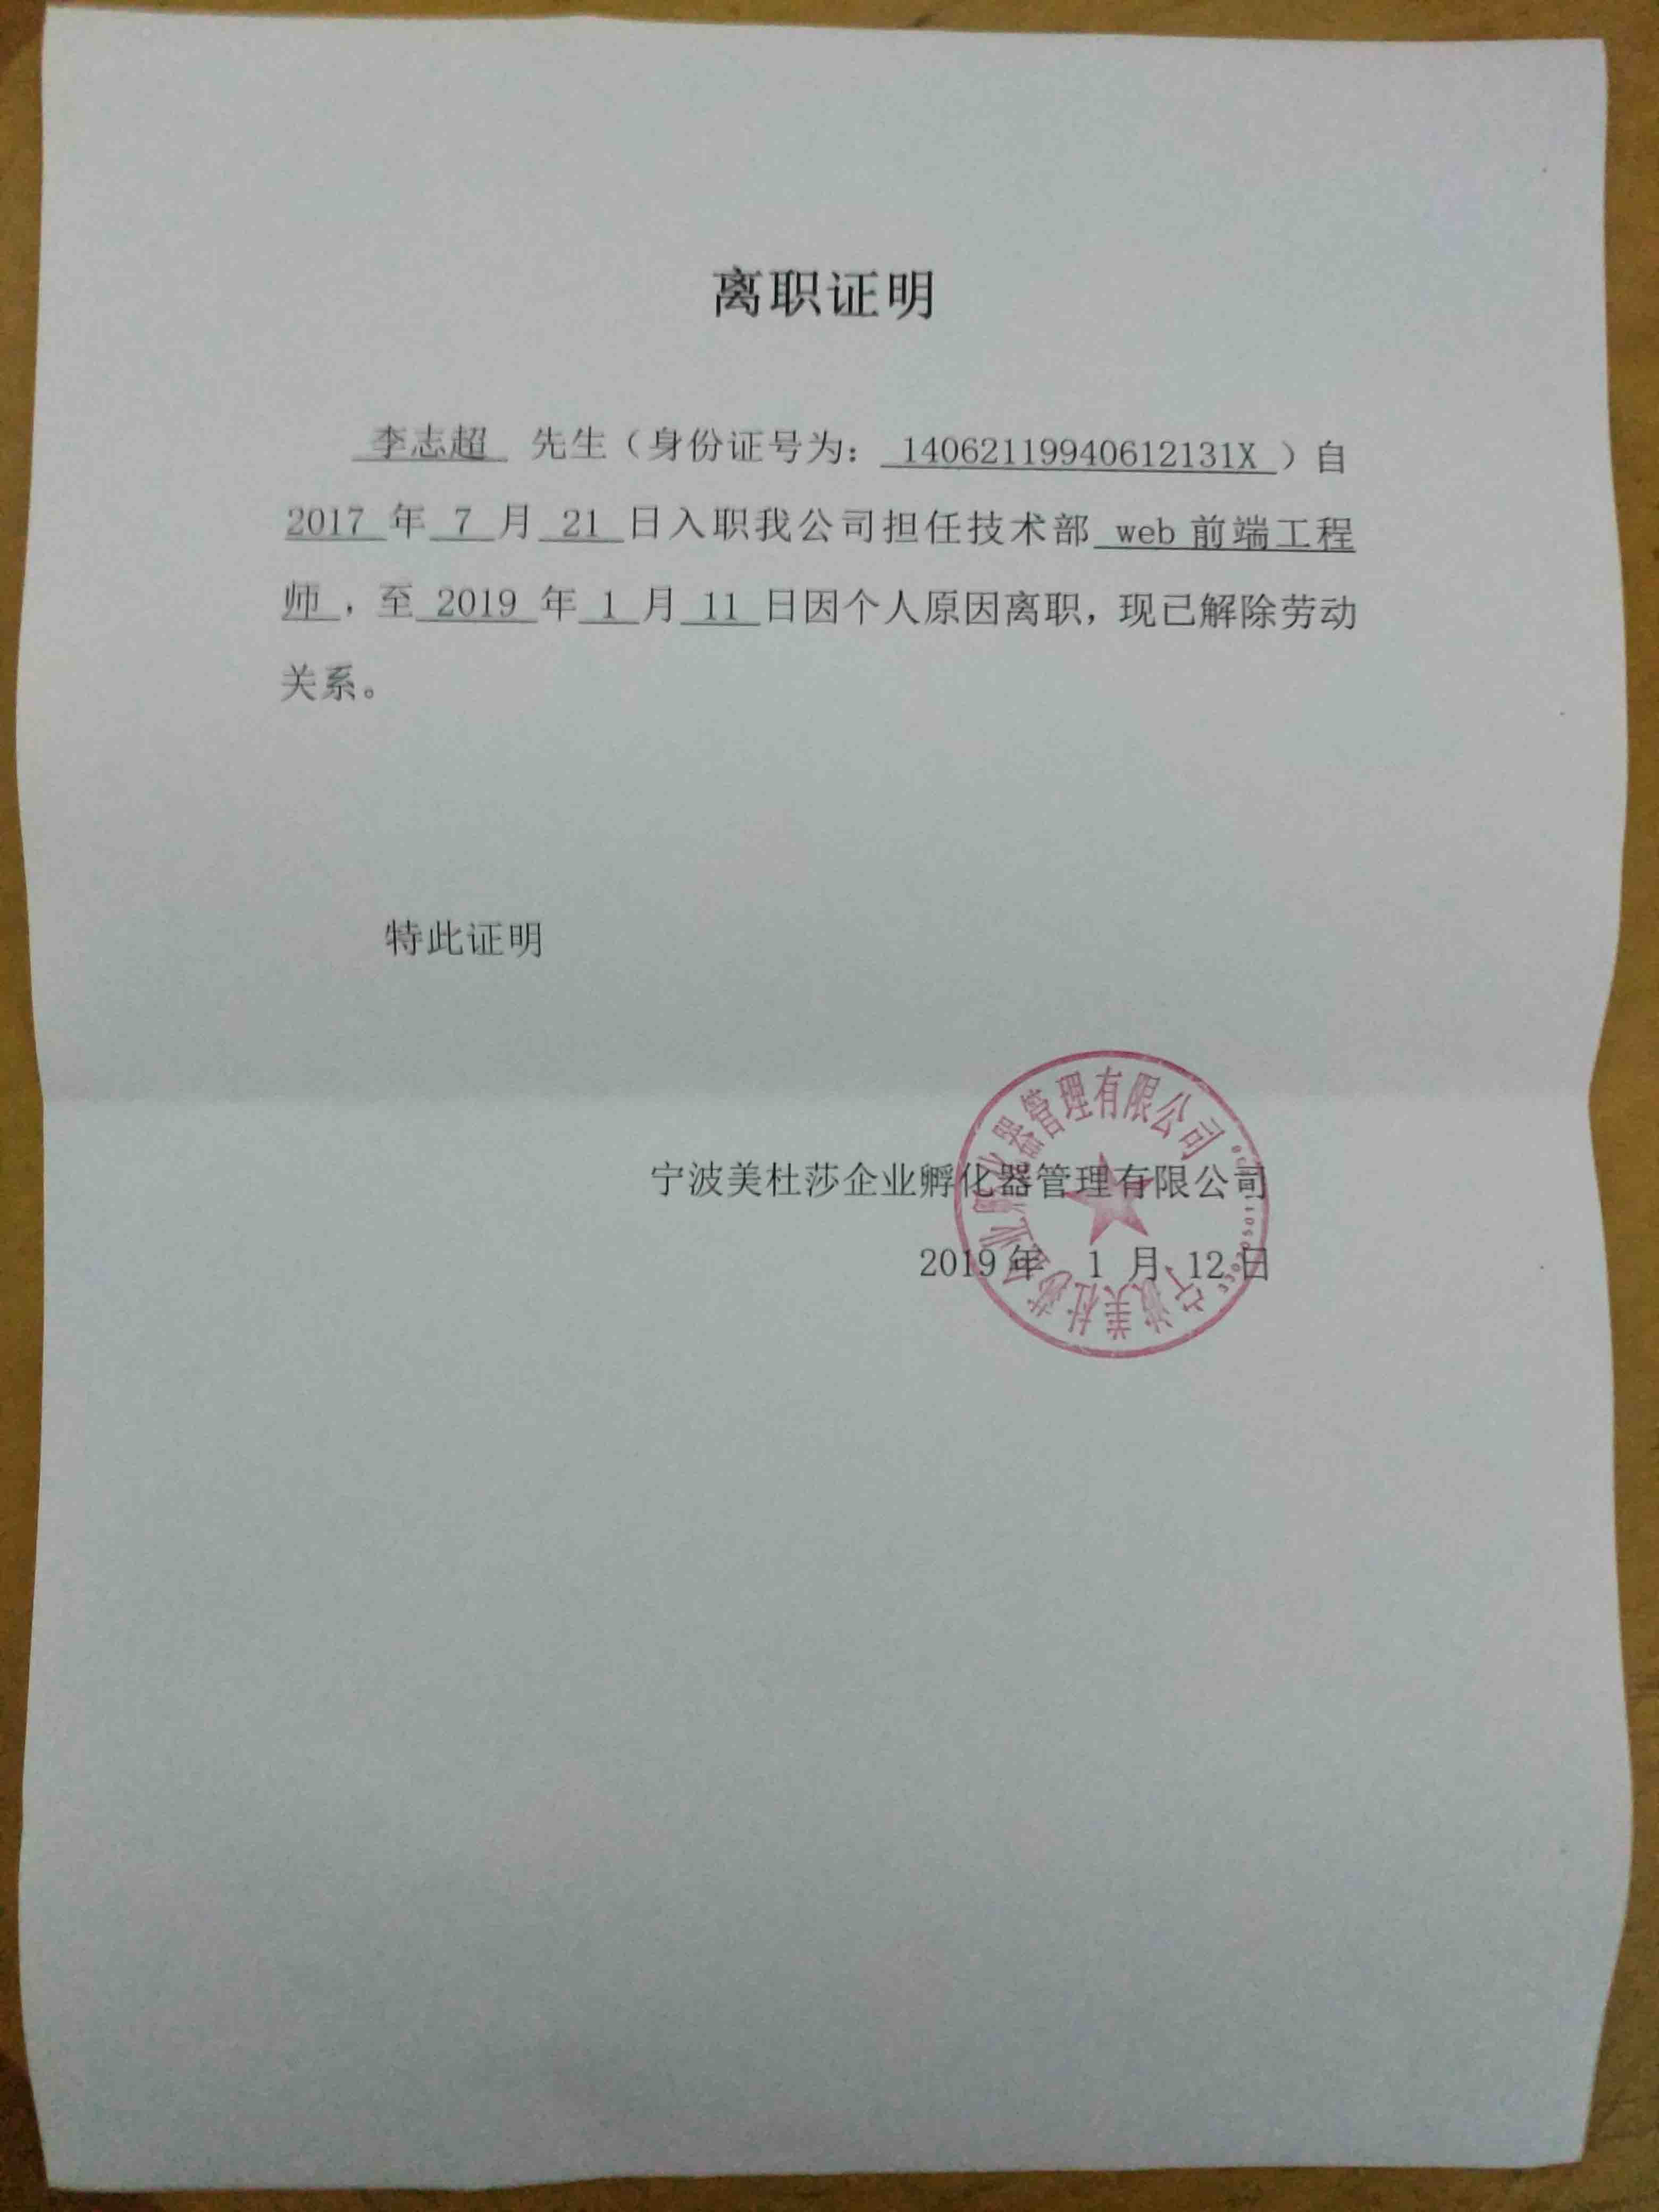 离职证明
李志超 先生（身份证号为：14062119940612131X）自
2017 年 7 月 21 日入职我公司担任技术部 web 前端工程
师，至 2019 年 1 月 11 日因个人原因离职，现已解除劳动
关系。
特此证明
宁波美杜莎企业孵化器管理有限公司
2019 年 1 月 12 日
宁波美杜莎企业孵化器管理有限公司